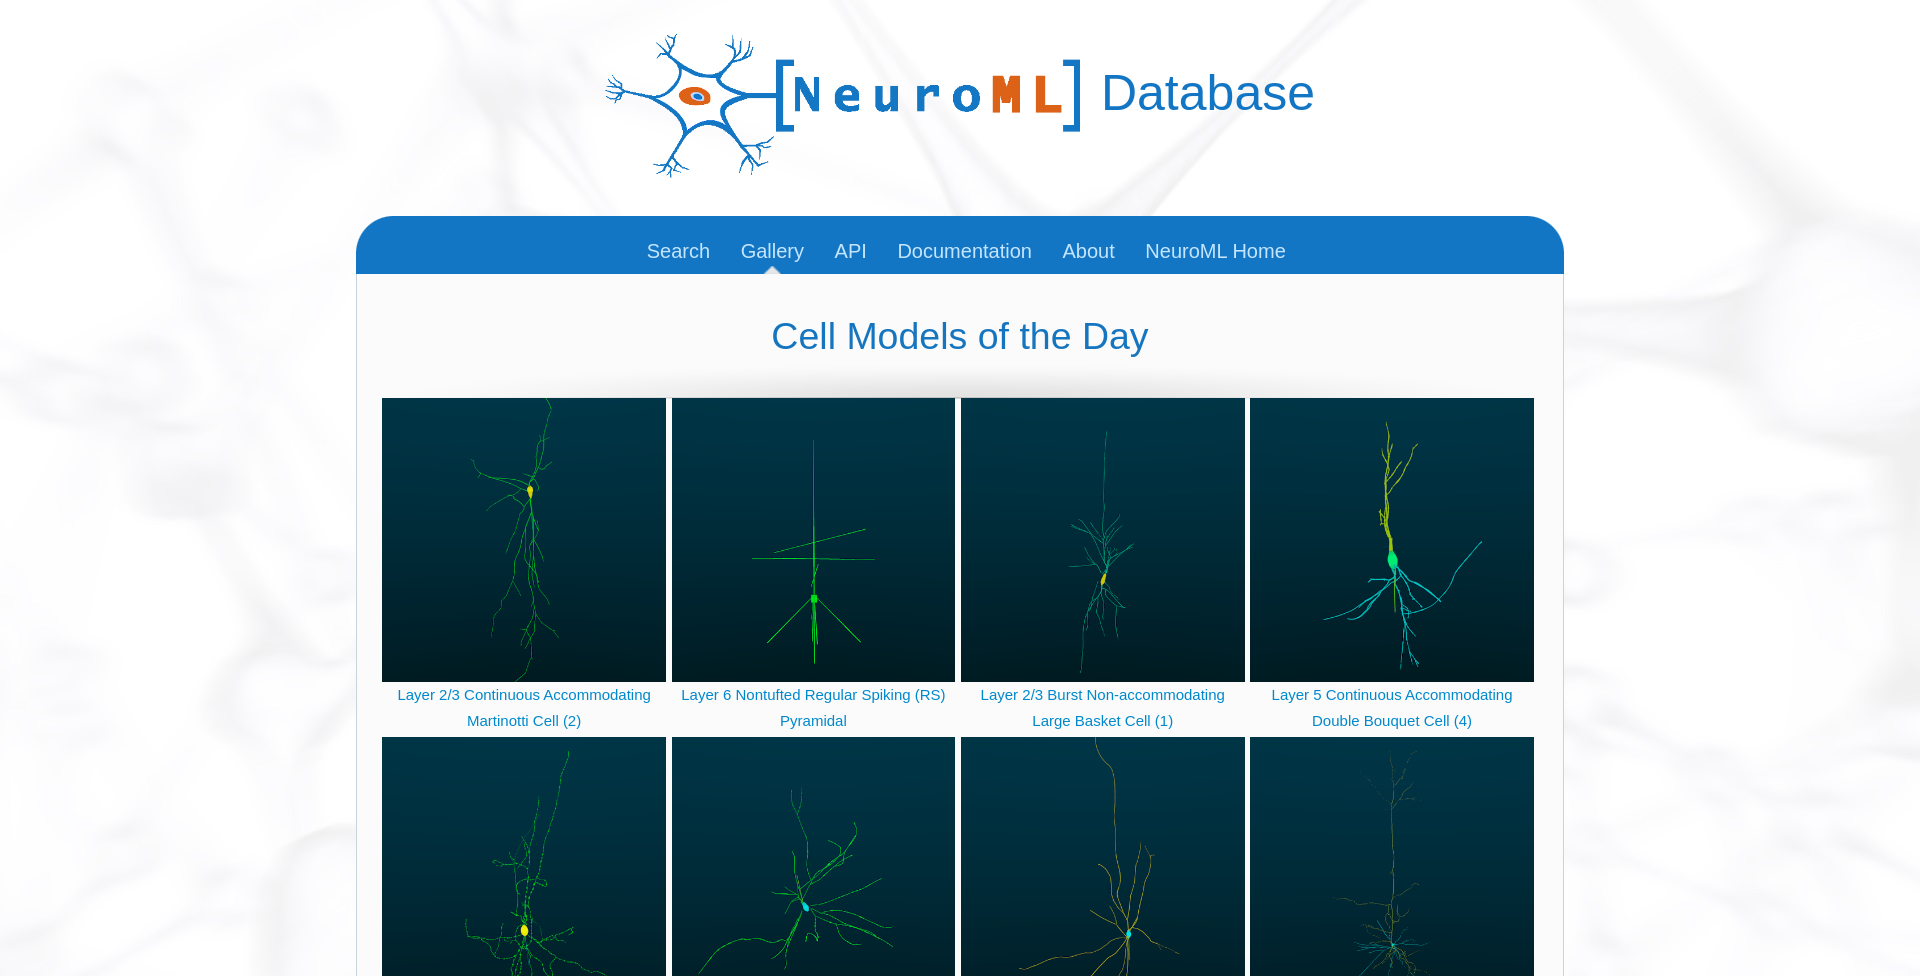 [NeuroML] Database
Search Gallery API Documentation About NeuroML Home
Cell Models of the Day
Layer 2/3 Continuous Accommodating
Martinotti Cell (2)
Layer 6 Nontufted Regular Spiking (RS)
Pyramidal
Layer 2/3 Burst Non-accommodating
Large Basket Cell (1)
Layer 5 Continuous Accommodating
Double Bouquet Cell (4)